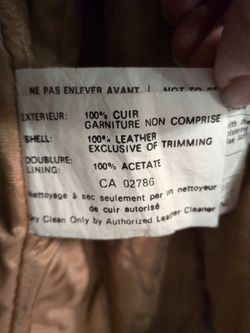 NE PAS ENLEVER AVANT / NOT TO
EXTERIEUR: 100% CUIR
GARNITURE NON COMPRISE
SHELL: 100% LEATHER
EXCLUSIVE OF TRIMMING
DOUBLURE:
LINING: 100% ACETATE
CA 02786
Nettoyage à sec seulement par un nettoyeur
de cuir autorisé
Dry Clean Only by Authorized Leather Cleaner